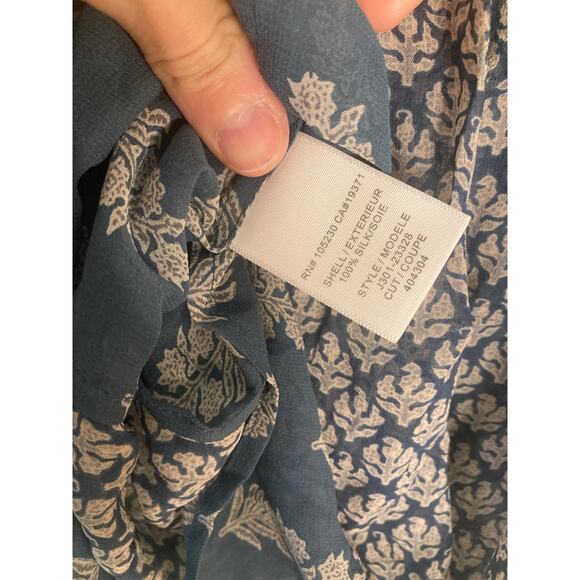 RN# 105230 CA#19371
SHELL / EXTERIEUR
100% SILK/SOIE
STYLE / MODELE
J301-23328
CUT / COUPE
404304